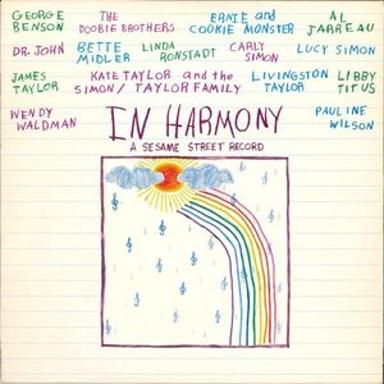 GEORGE BENSON THE DOOBIE BROTHERS ERNIE and COOKIE MONSTER AL JARREAU
DR. JOHN BETTE MIDLER LINDA RONSTADT CARLY SIMON LUCY SIMON
JAMES TAYLOR KATE TAYLOR and the SIMON/TAYLOR FAMILY LIVINGSTON TAYLOR LIBBY TITUS
WENDY WALDMAN PAULINE WILSON
IN HARMONY
A SESAME STREET RECORD